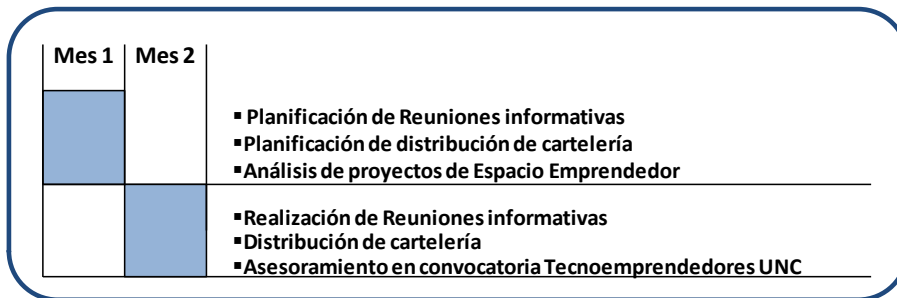 Mes 1 Mes 2
▪ Planificación de Reuniones informativas
▪Planificación de distribución de cartelería
▪Análisis de proyectos de Espacio Emprendedor
▪Realización de Reuniones informativas
▪Distribución de cartelería
▪Asesoramiento en convocatoria Tecnoemprendedores UNC